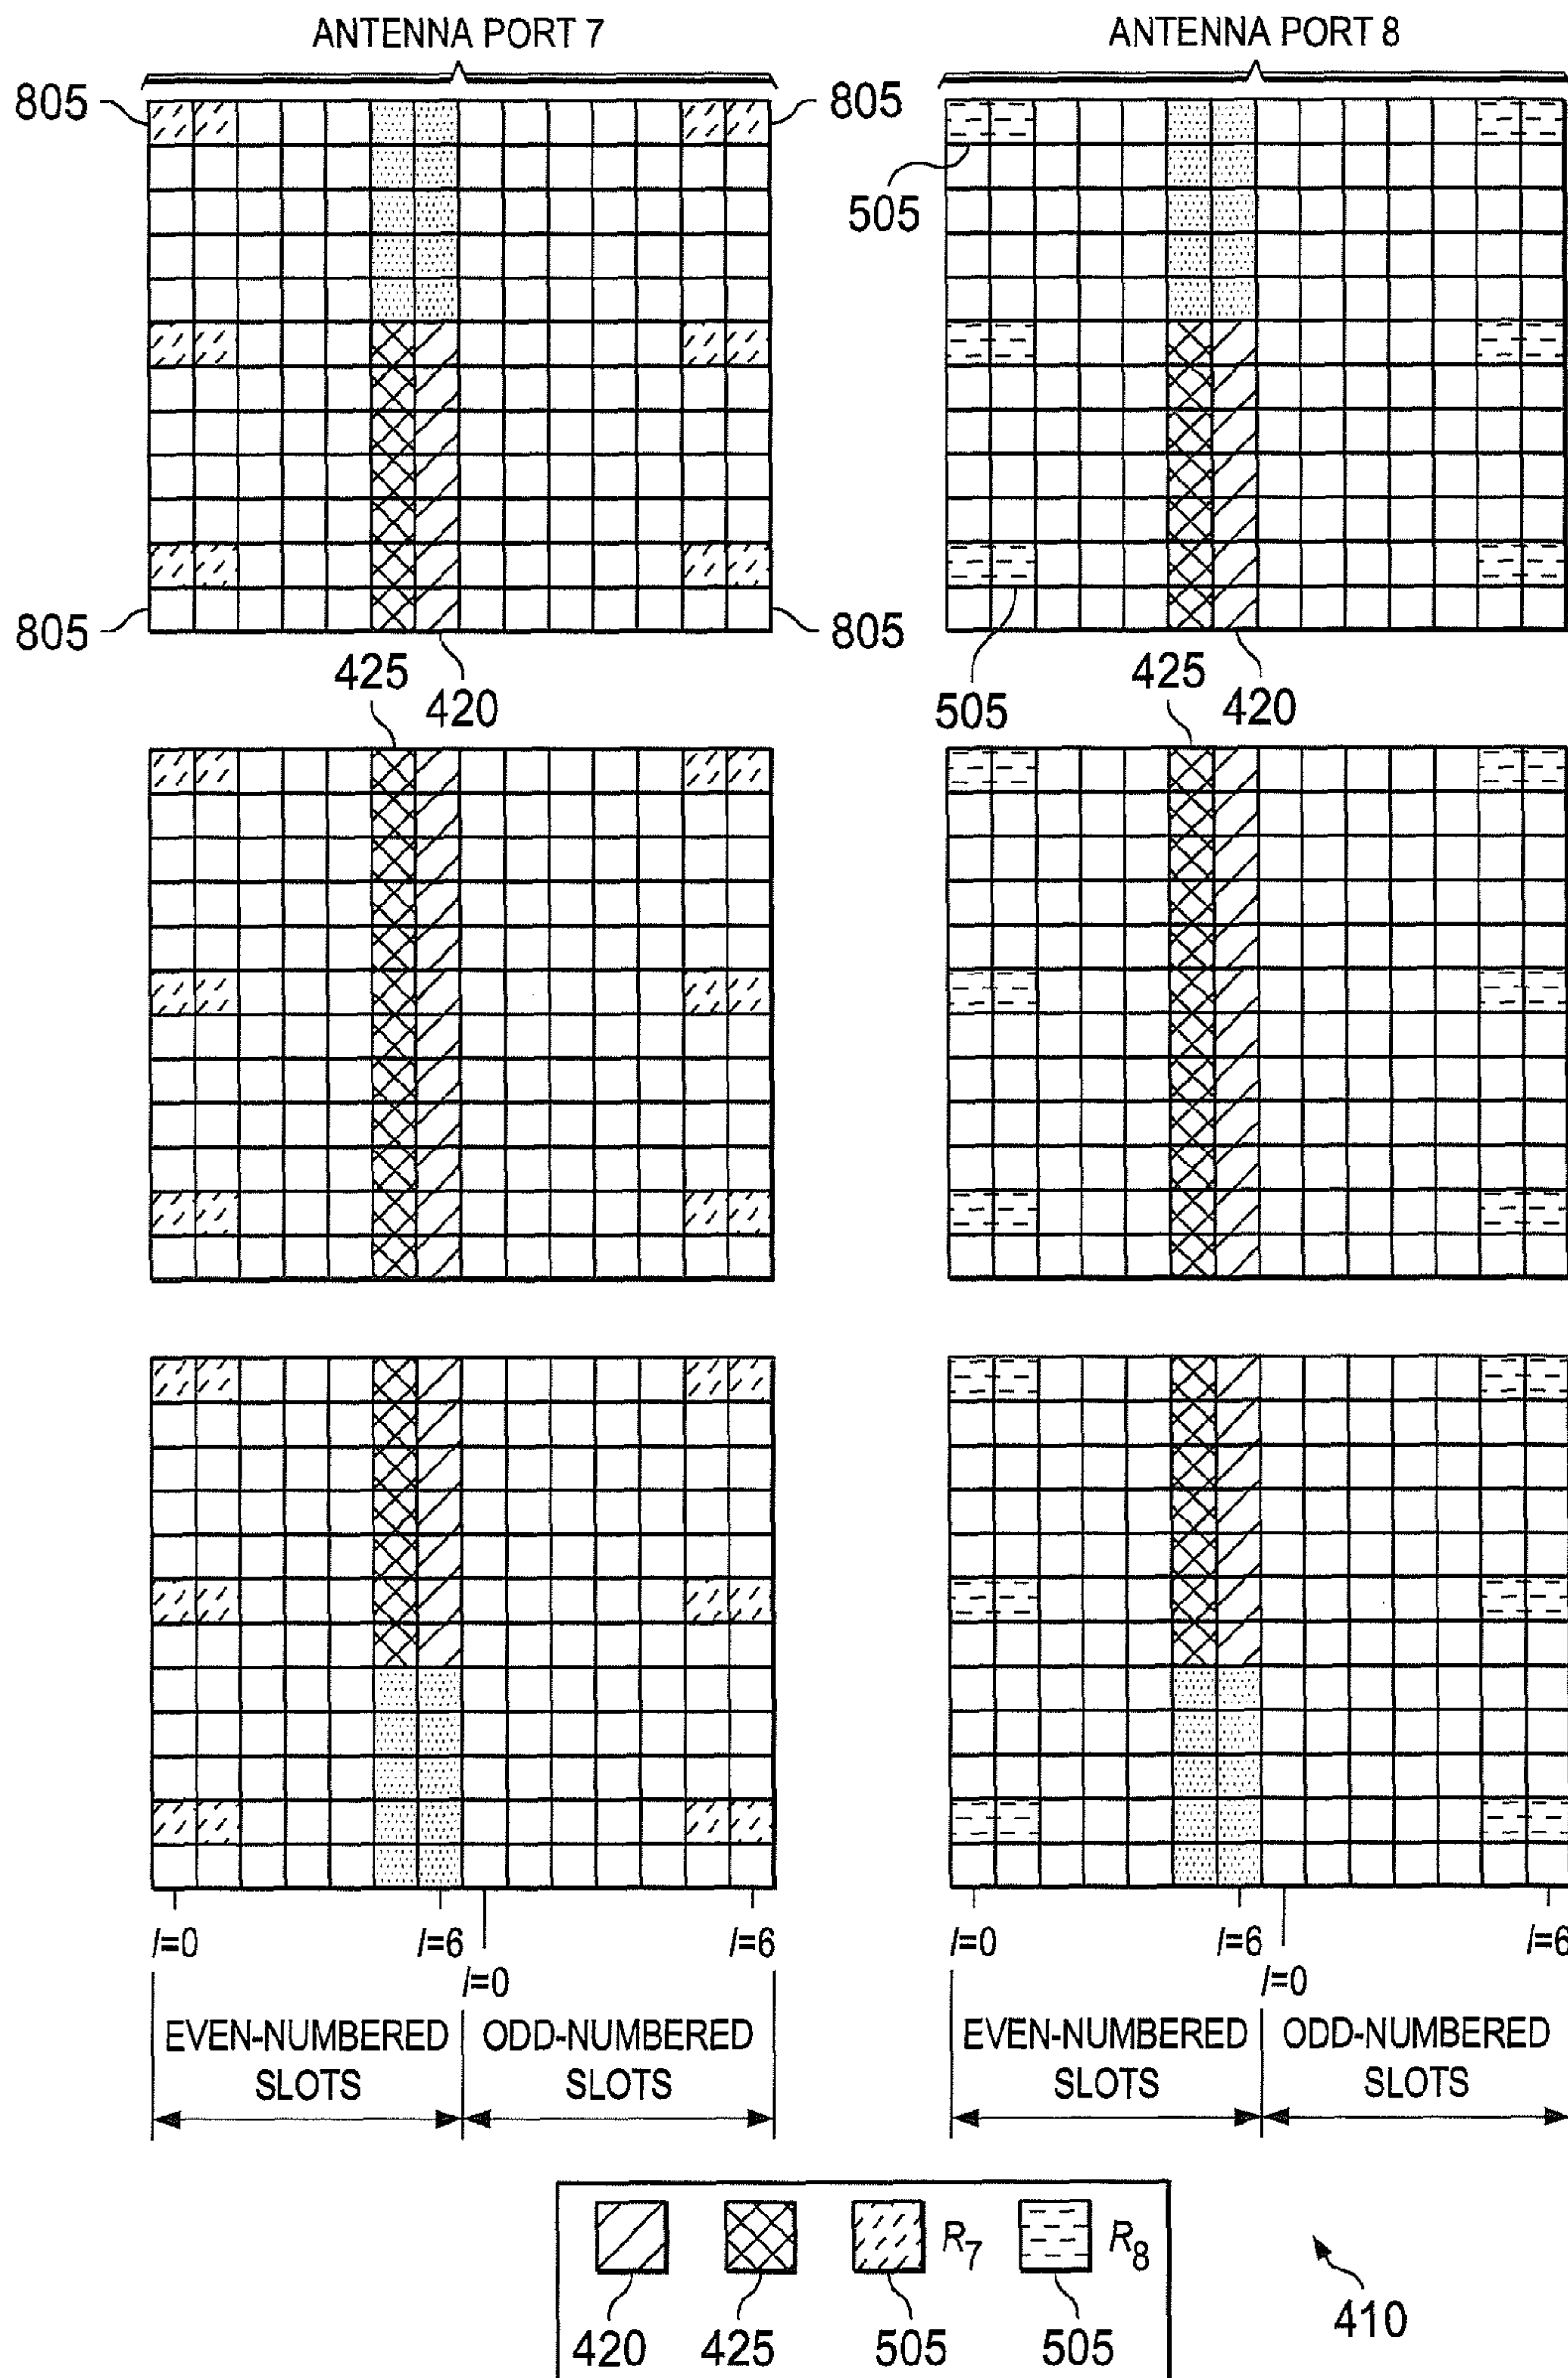 ANTENNA PORT 7
ANTENNA PORT 8
805
805
805
505
805
805
425
420
505
425
420
l=0
l=6
l=6
l=0
l=0
l=6
l=6
l=0
EVEN-NUMBERED
SLOTS
ODD-NUMBERED
SLOTS
EVEN-NUMBERED
SLOTS
ODD-NUMBERED
SLOTS
R7
R8
420
425
505
505
410